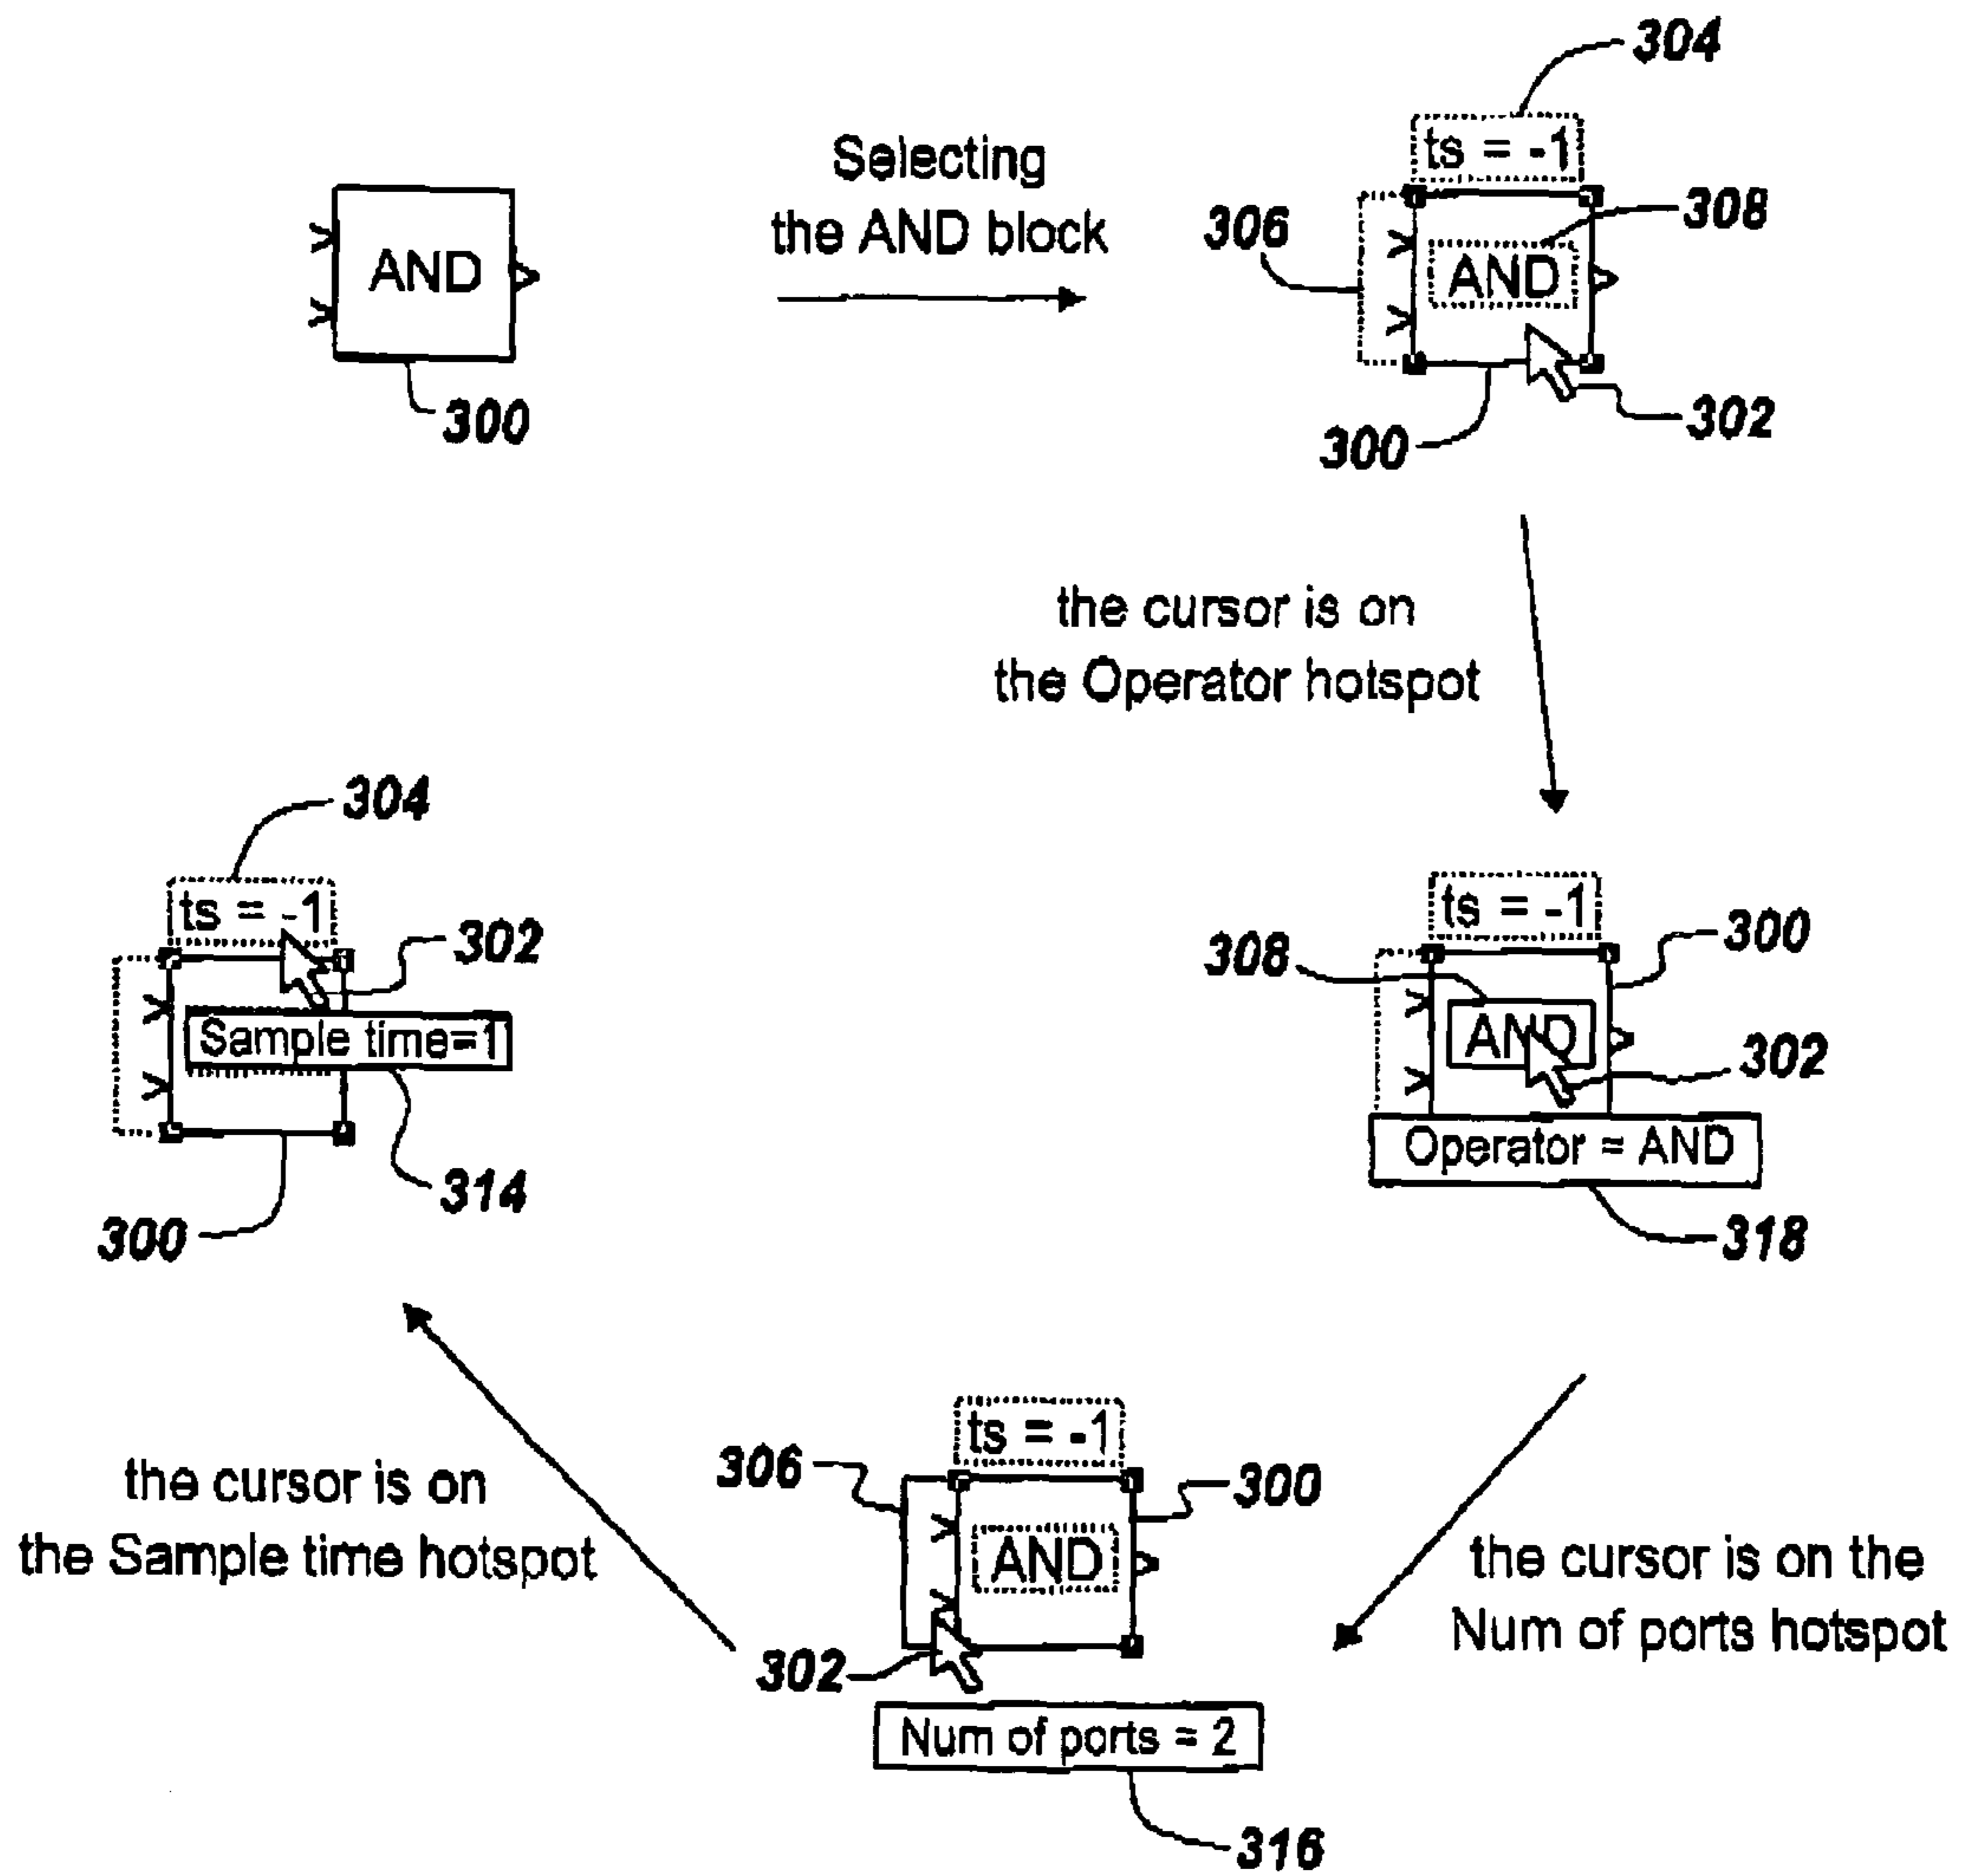 304
Selecting
the AND block
ts = -1
306
308
AND
AND
300
300
302
the cursor is on
the Operator hotspot
304
ts = -1
302
Sample time=1
314
300
ts = -1
308
300
AND
302
Operator = AND
318
the cursor is on
the Sample time hotspot
ts = -1
306
300
AND
302
Num of ports = 2
316
the cursor is on the
Num of ports hotspot